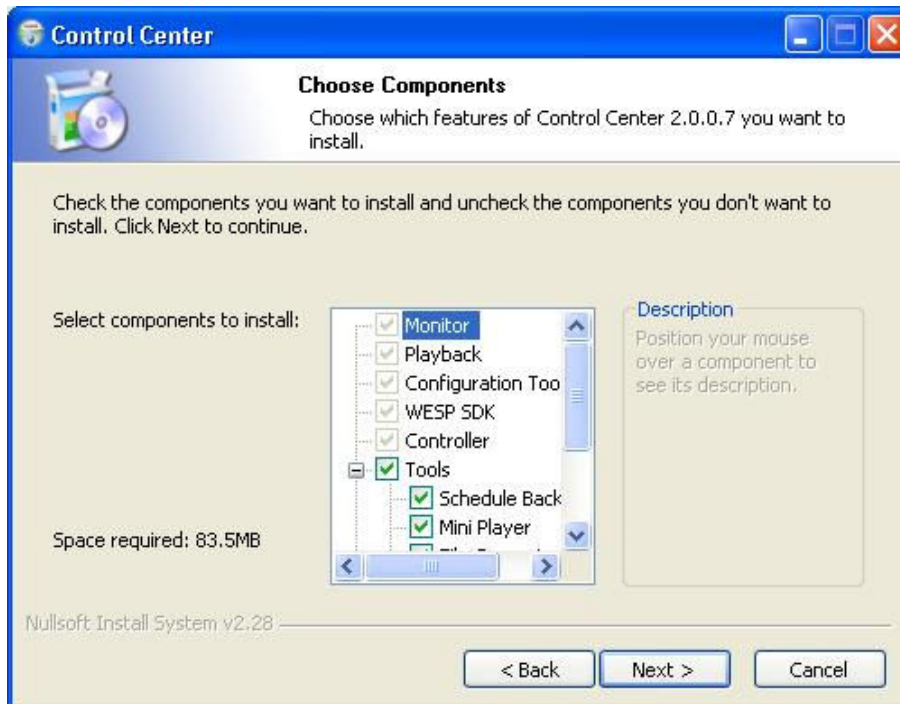 Control Center
Choose Components
Choose which features of Control Center 2.0.0.7 you want to
install.
Check the components you want to install and uncheck the components you don't want to
install. Click Next to continue.
Select components to install:
Monitor
Playback
Configuration Too
WESP SDK
Controller
Tools
Schedule Back
Mini Player
Description
Position your mouse
over a component to
see its description.
Space required: 83.5MB
Nullsoft Install System v2.28
< Back
Next >
Cancel